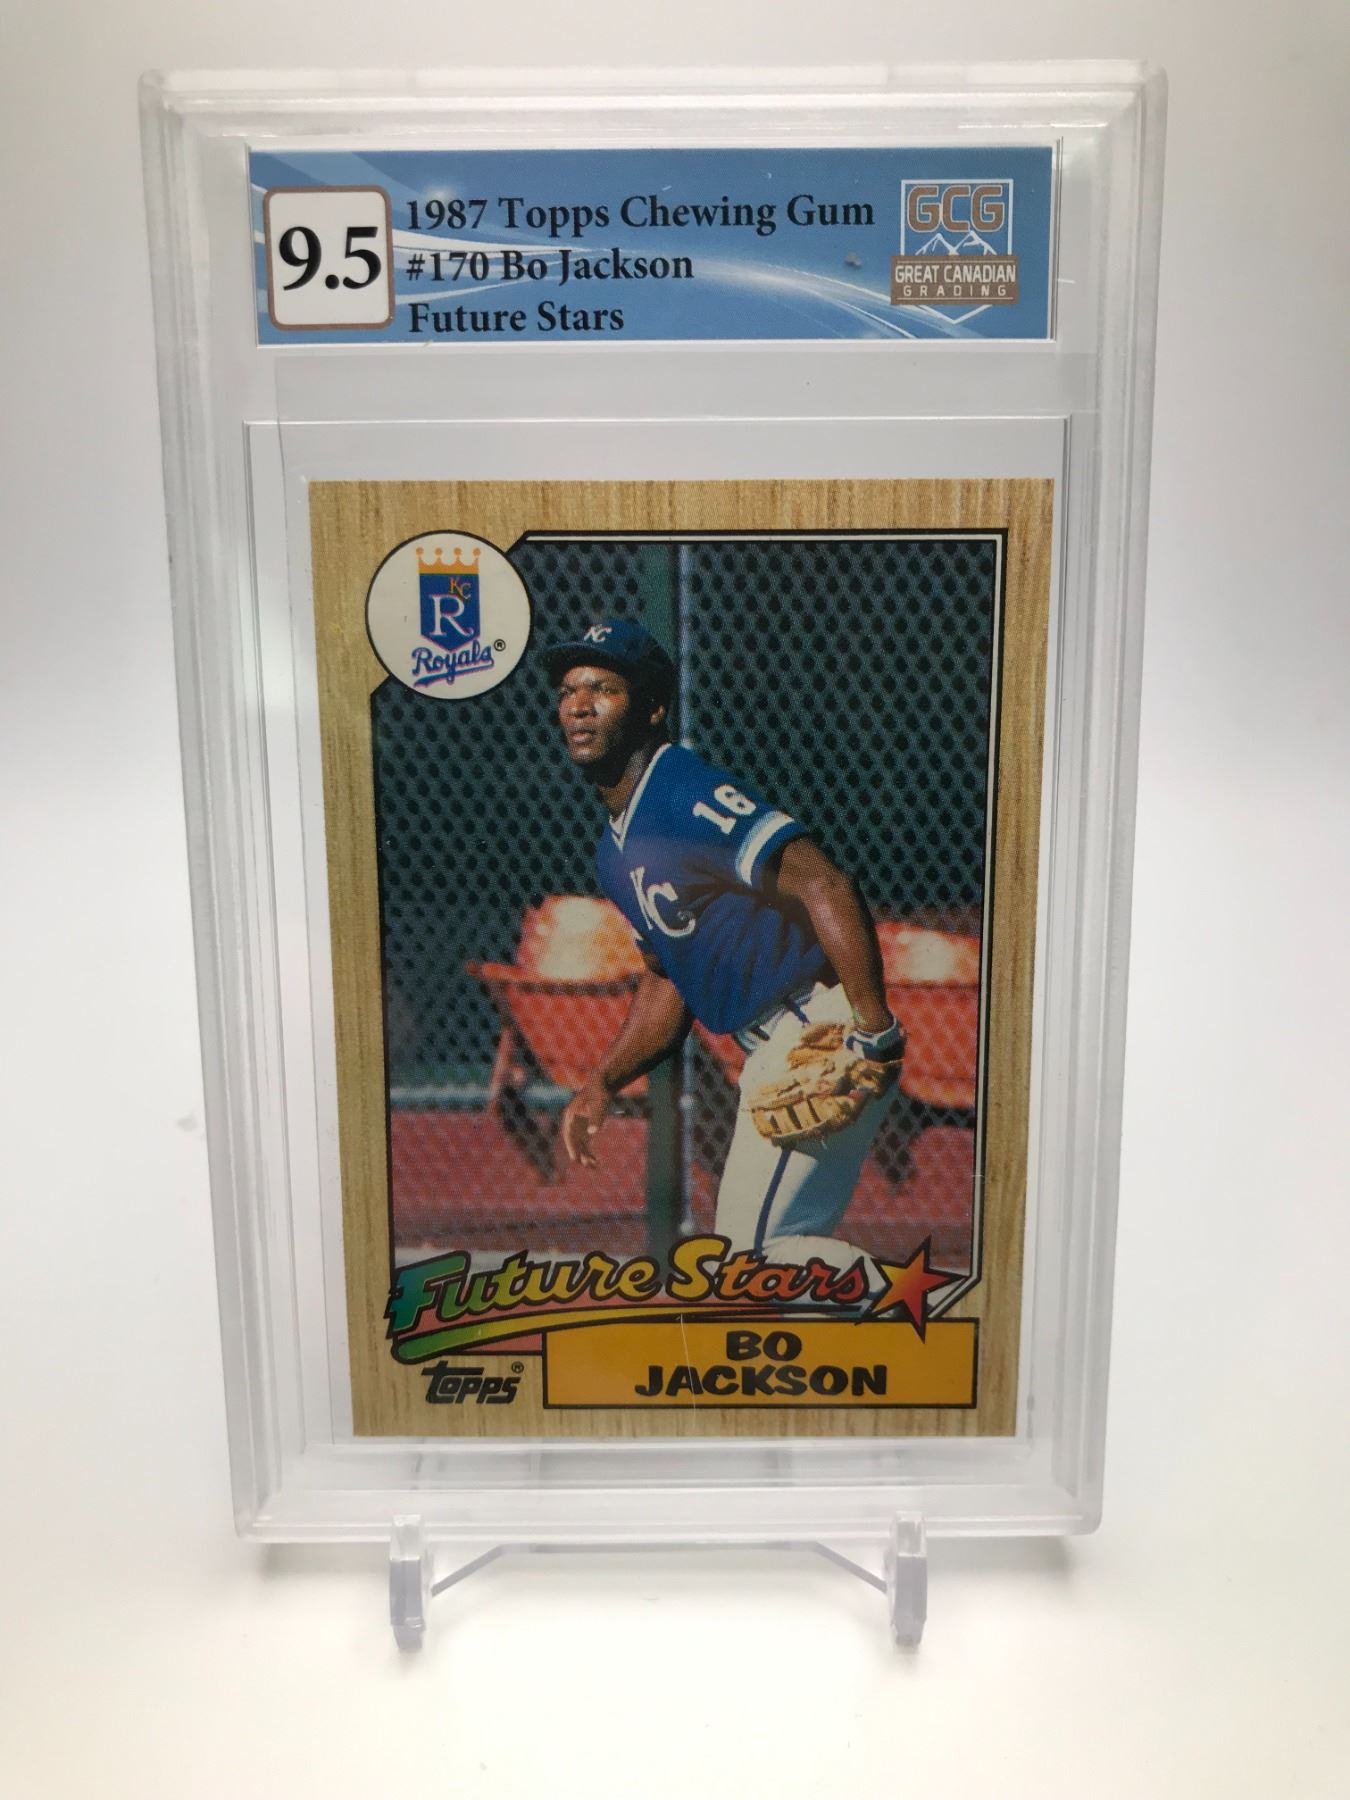 9.5
1987 Topps Chewing Gum
#170 Bo Jackson
Future Stars
GCG
GREAT CANADIAN
GRADING
KC
R
Royals®
KC
16
KC
Future Stars
BO
JACKSON
topps®